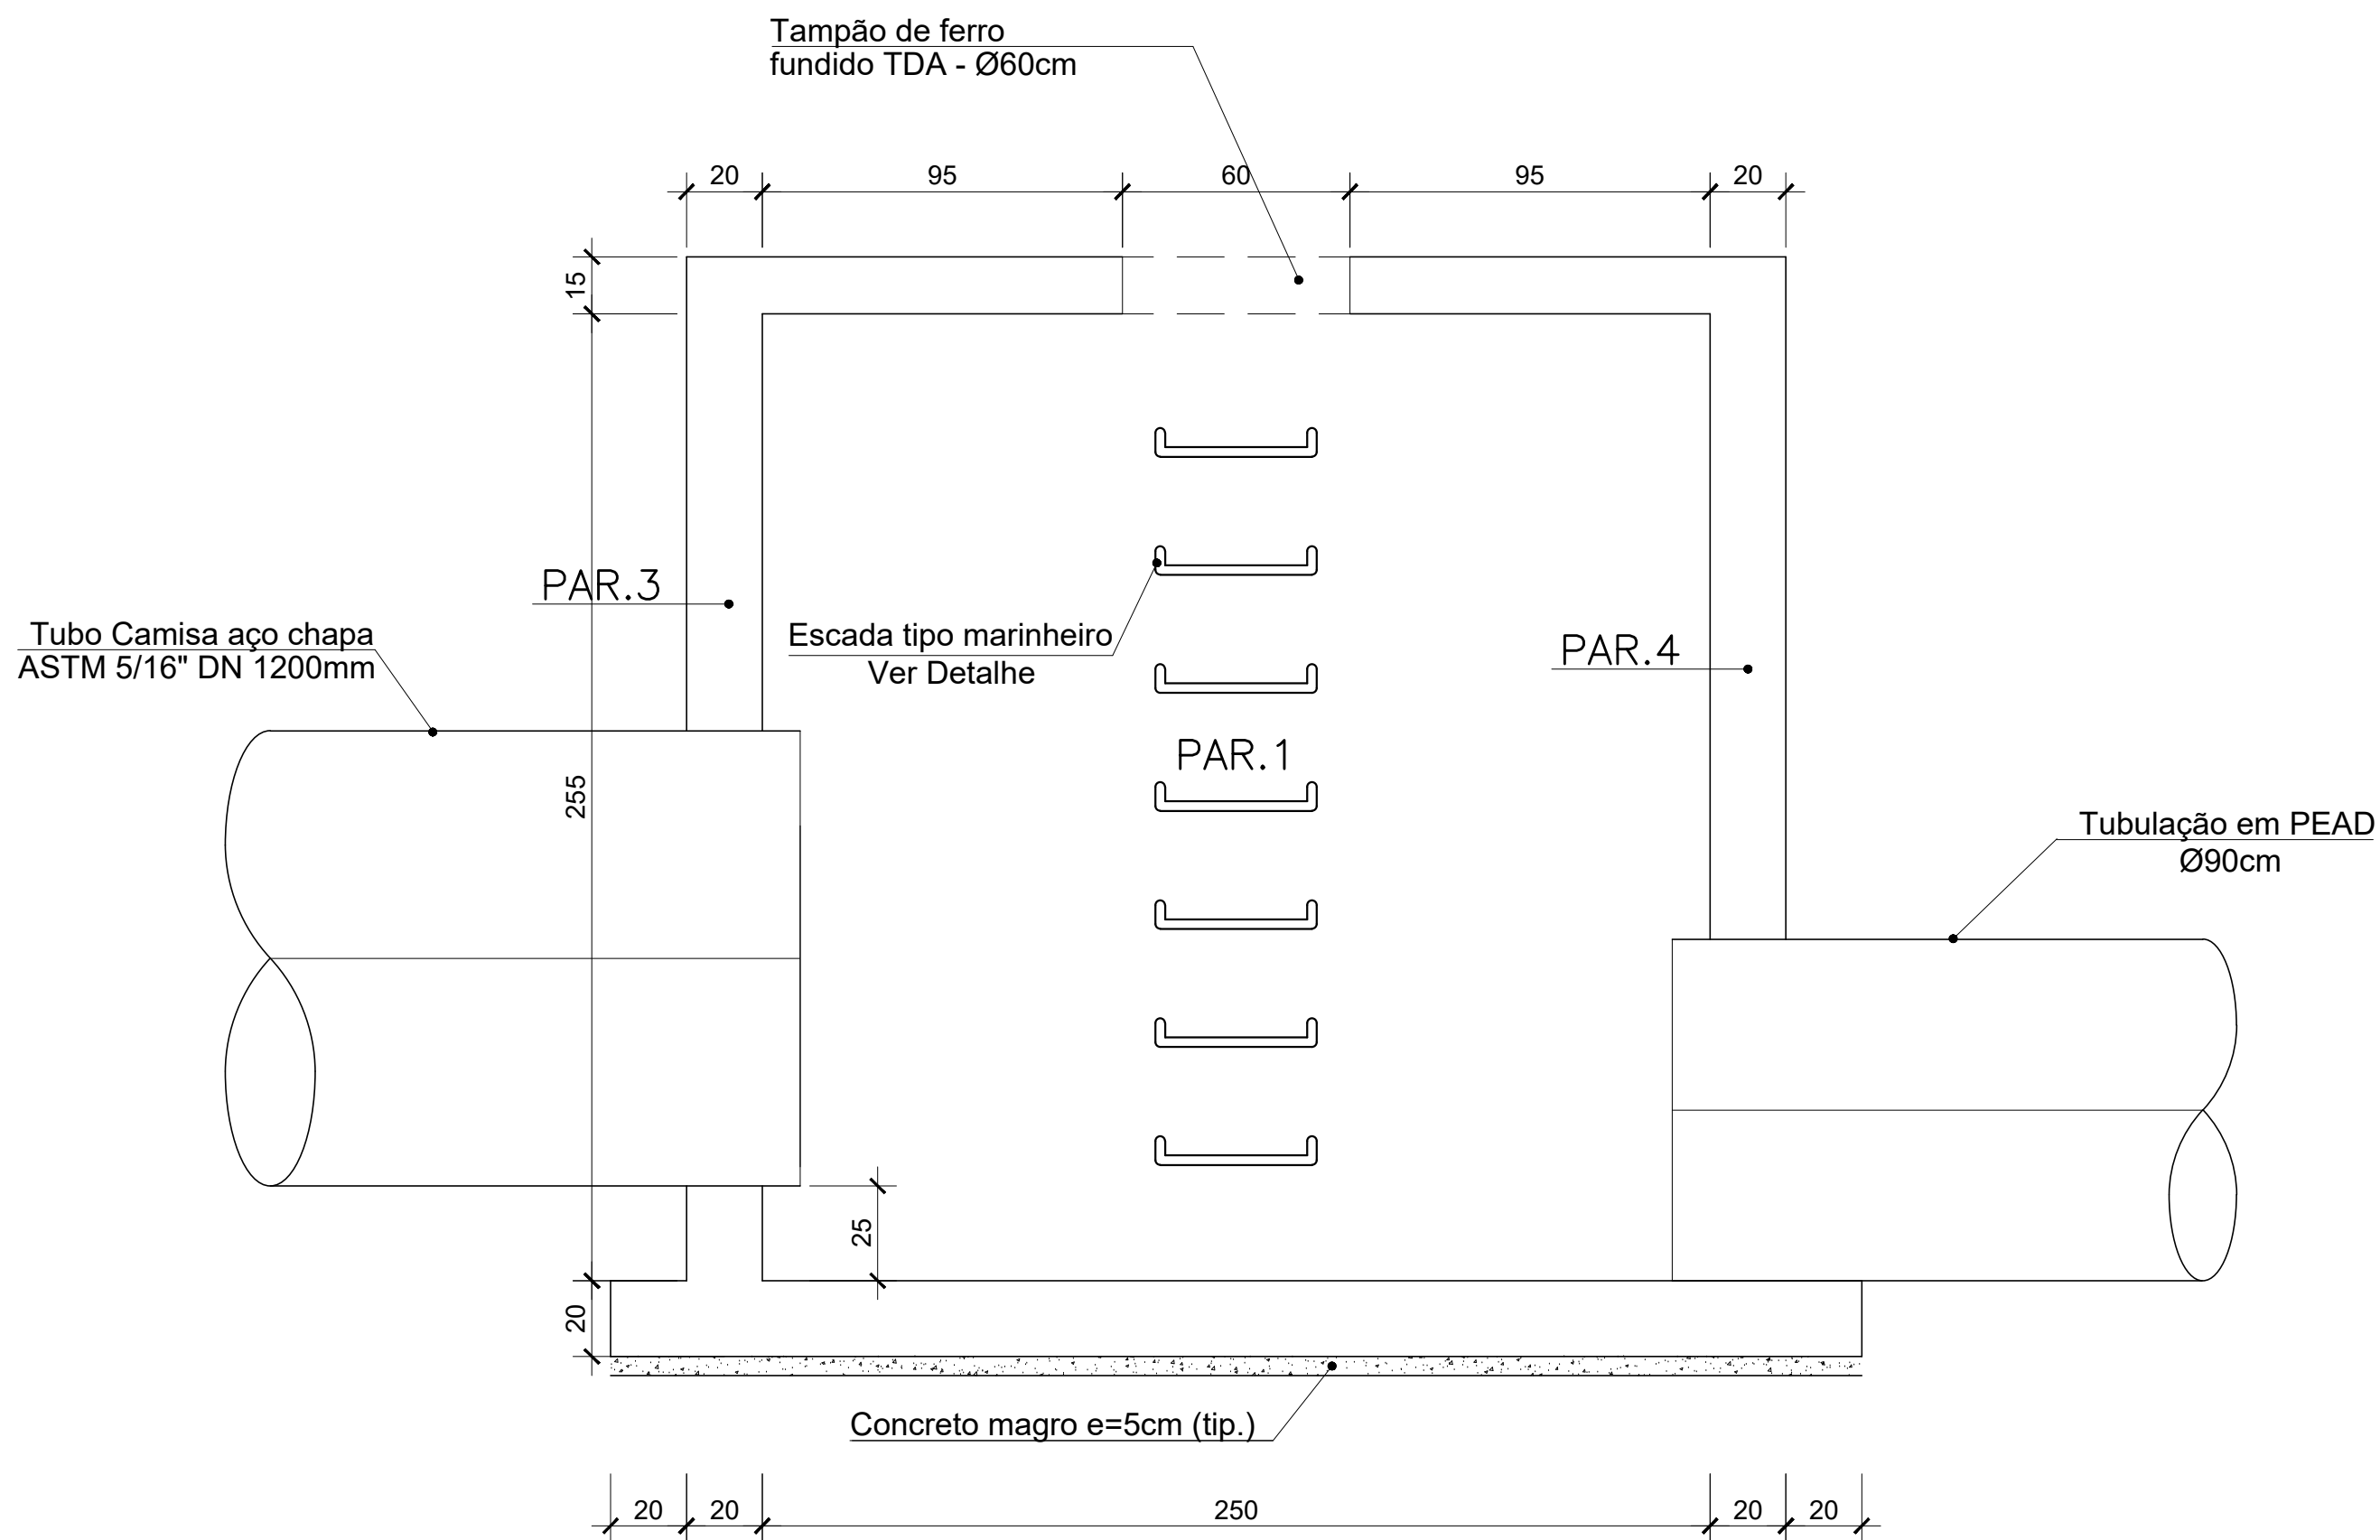 Tampão de ferro
fundido TDA - Ø60cm
20 95 60 95 20
15
PAR.3
Tubo Camisa aço chapa
ASTM 5/16" DN 1200mm
Escada tipo marinheiro
Ver Detalhe
PAR.4
PAR.1
255
Tubulação em PEAD
Ø90cm
25
20
Concreto magro e=5cm (tip.)
20 20 250 20 20